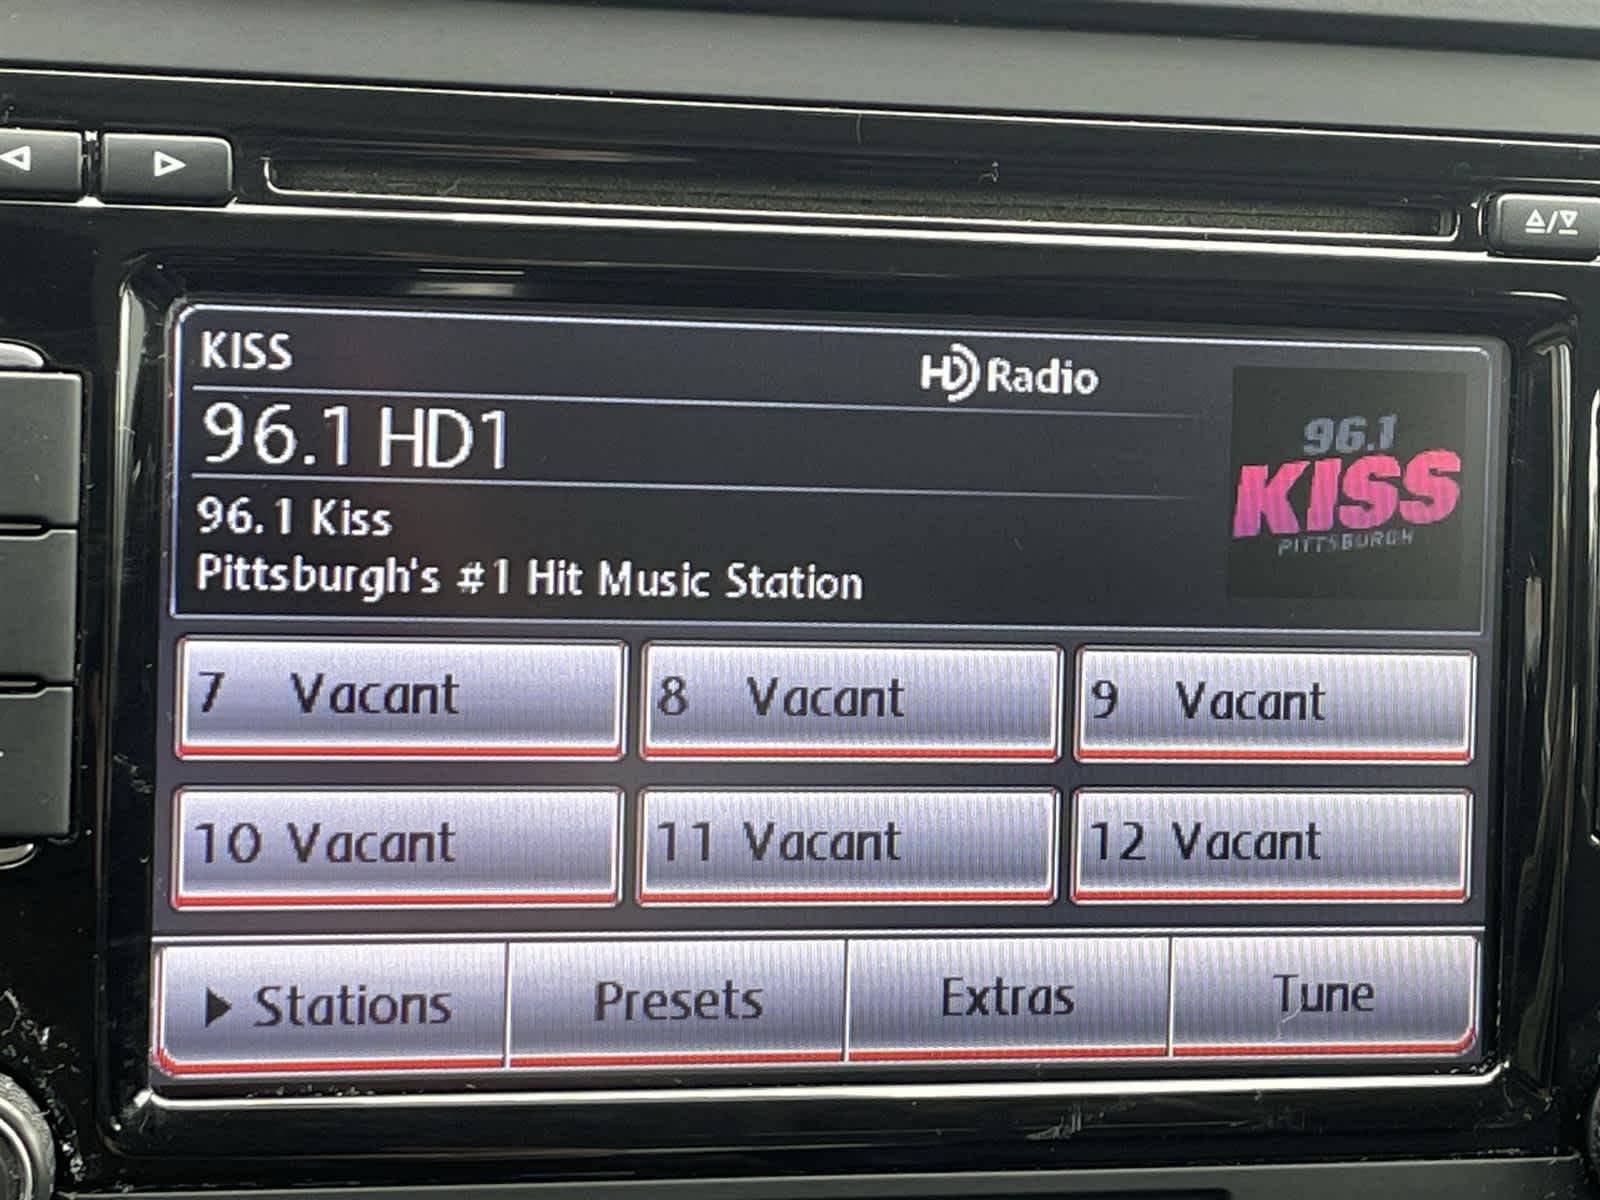 KISS
HD Radio
96.1 HD1
96.1 Kiss
Pittsburgh's #1 Hit Music Station
96.1
KISS
PITTSBURGH
7 Vacant
8 Vacant
9 Vacant
10 Vacant
11 Vacant
12 Vacant
Stations
Presets
Extras
Tune